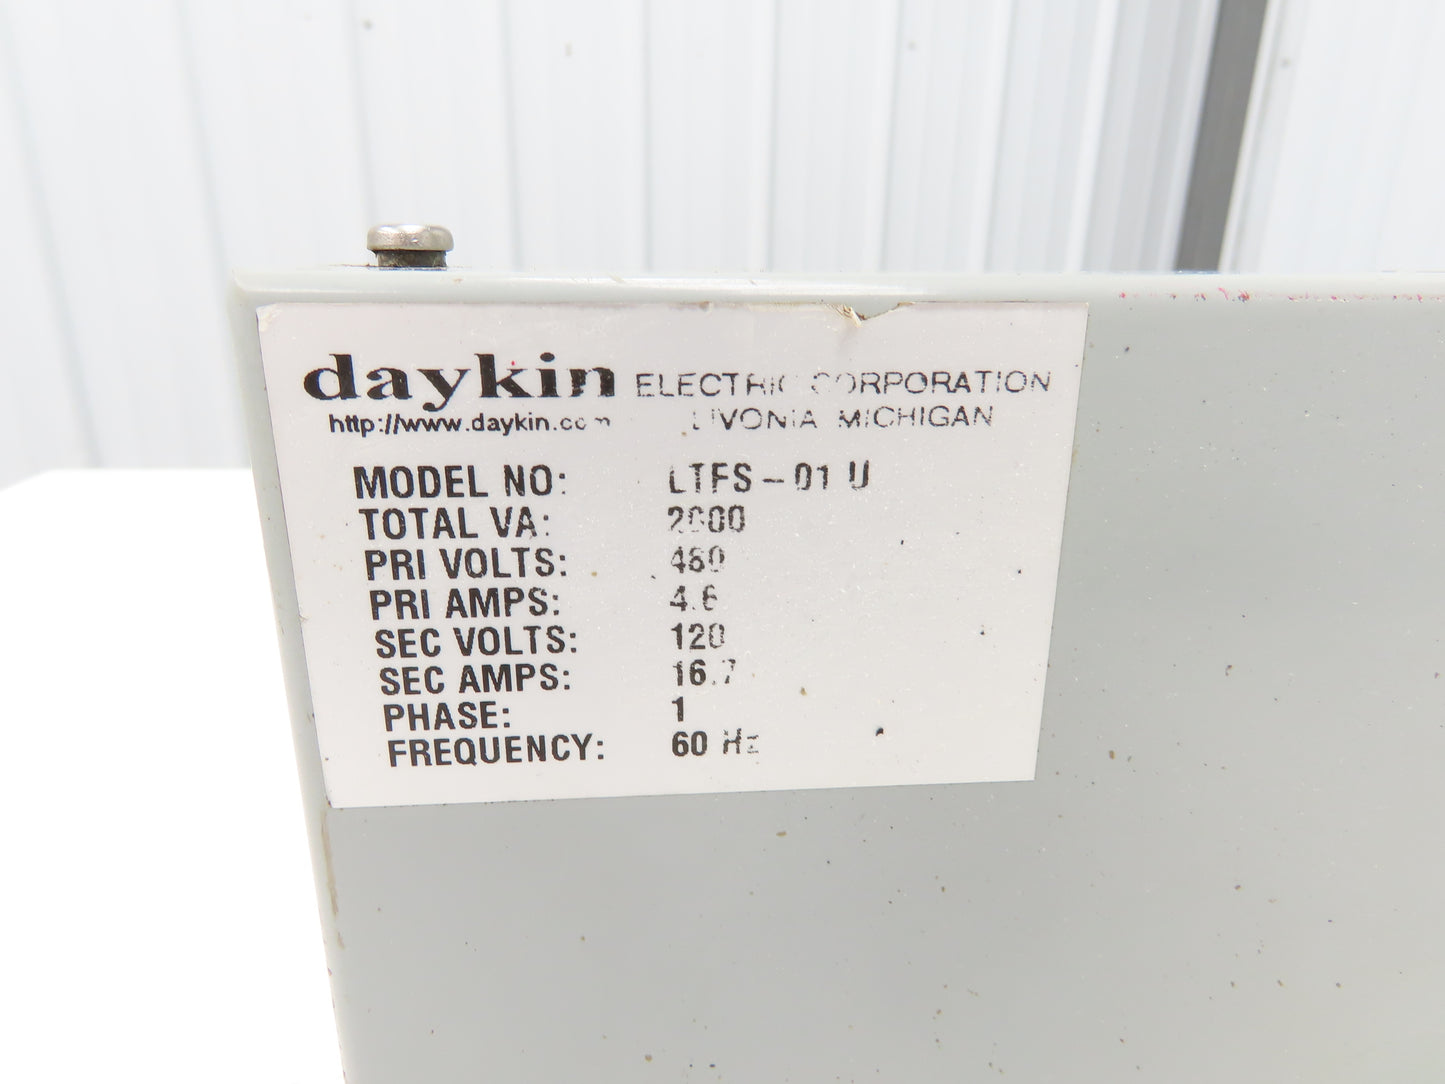 daykin ELECTRIC CORPORATION
http://www.daykin.com LIVONIA MICHIGAN
MODEL NO: LTFS-01 U
TOTAL VA: 2000
PRI VOLTS: 480
PRI AMPS: 4.6
SEC VOLTS: 120
SEC AMPS: 16.7
PHASE: 1
FREQUENCY: 60 Hz